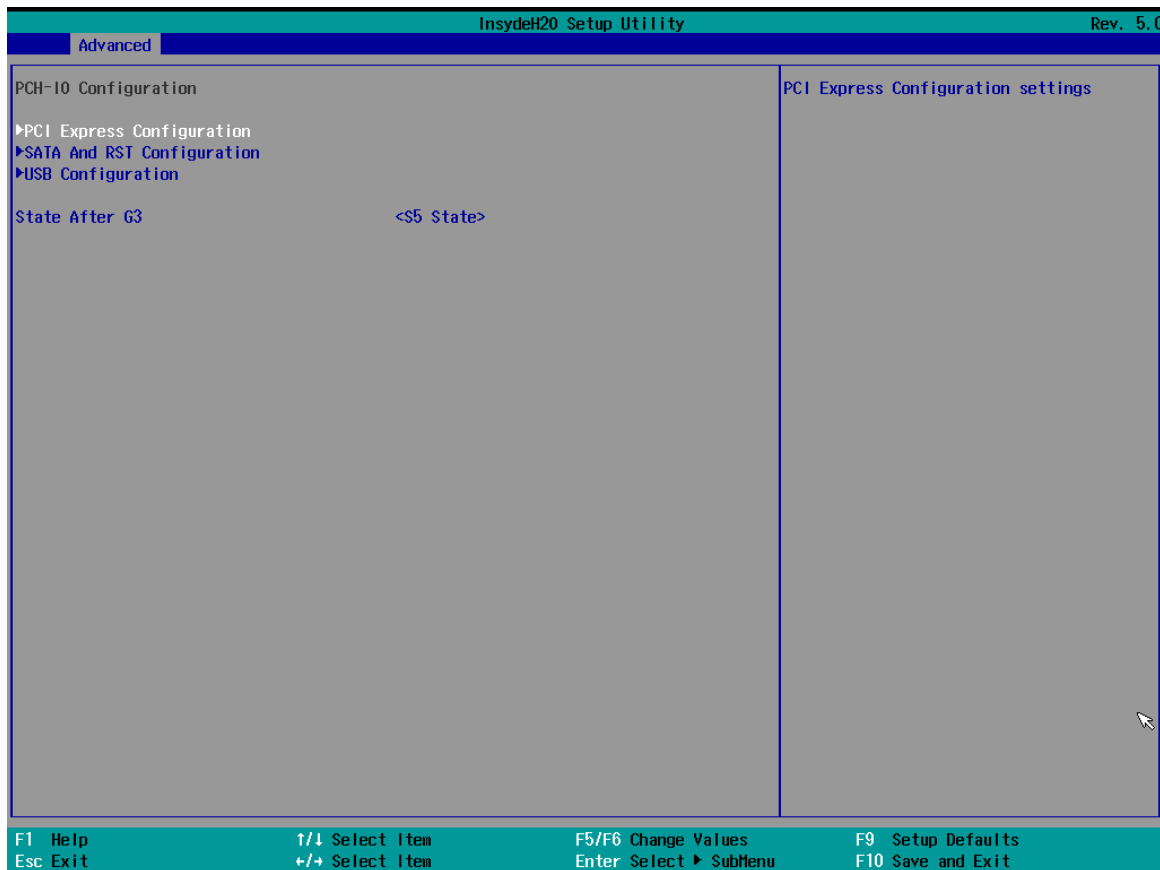 InsydeH20 Setup Utility Rev. 5.0
Advanced
PCH-IO Configuration
PCI Express Configuration settings
▶PCI Express Configuration
▶SATA And RST Configuration
▶USB Configuration
State After G3 <S5 State>
F1 Help ↑/↓ Select Item F5/F6 Change Values F9 Setup Defaults
Esc Exit ←/→ Select Item Enter Select ▶ SubMenu F10 Save and Exit